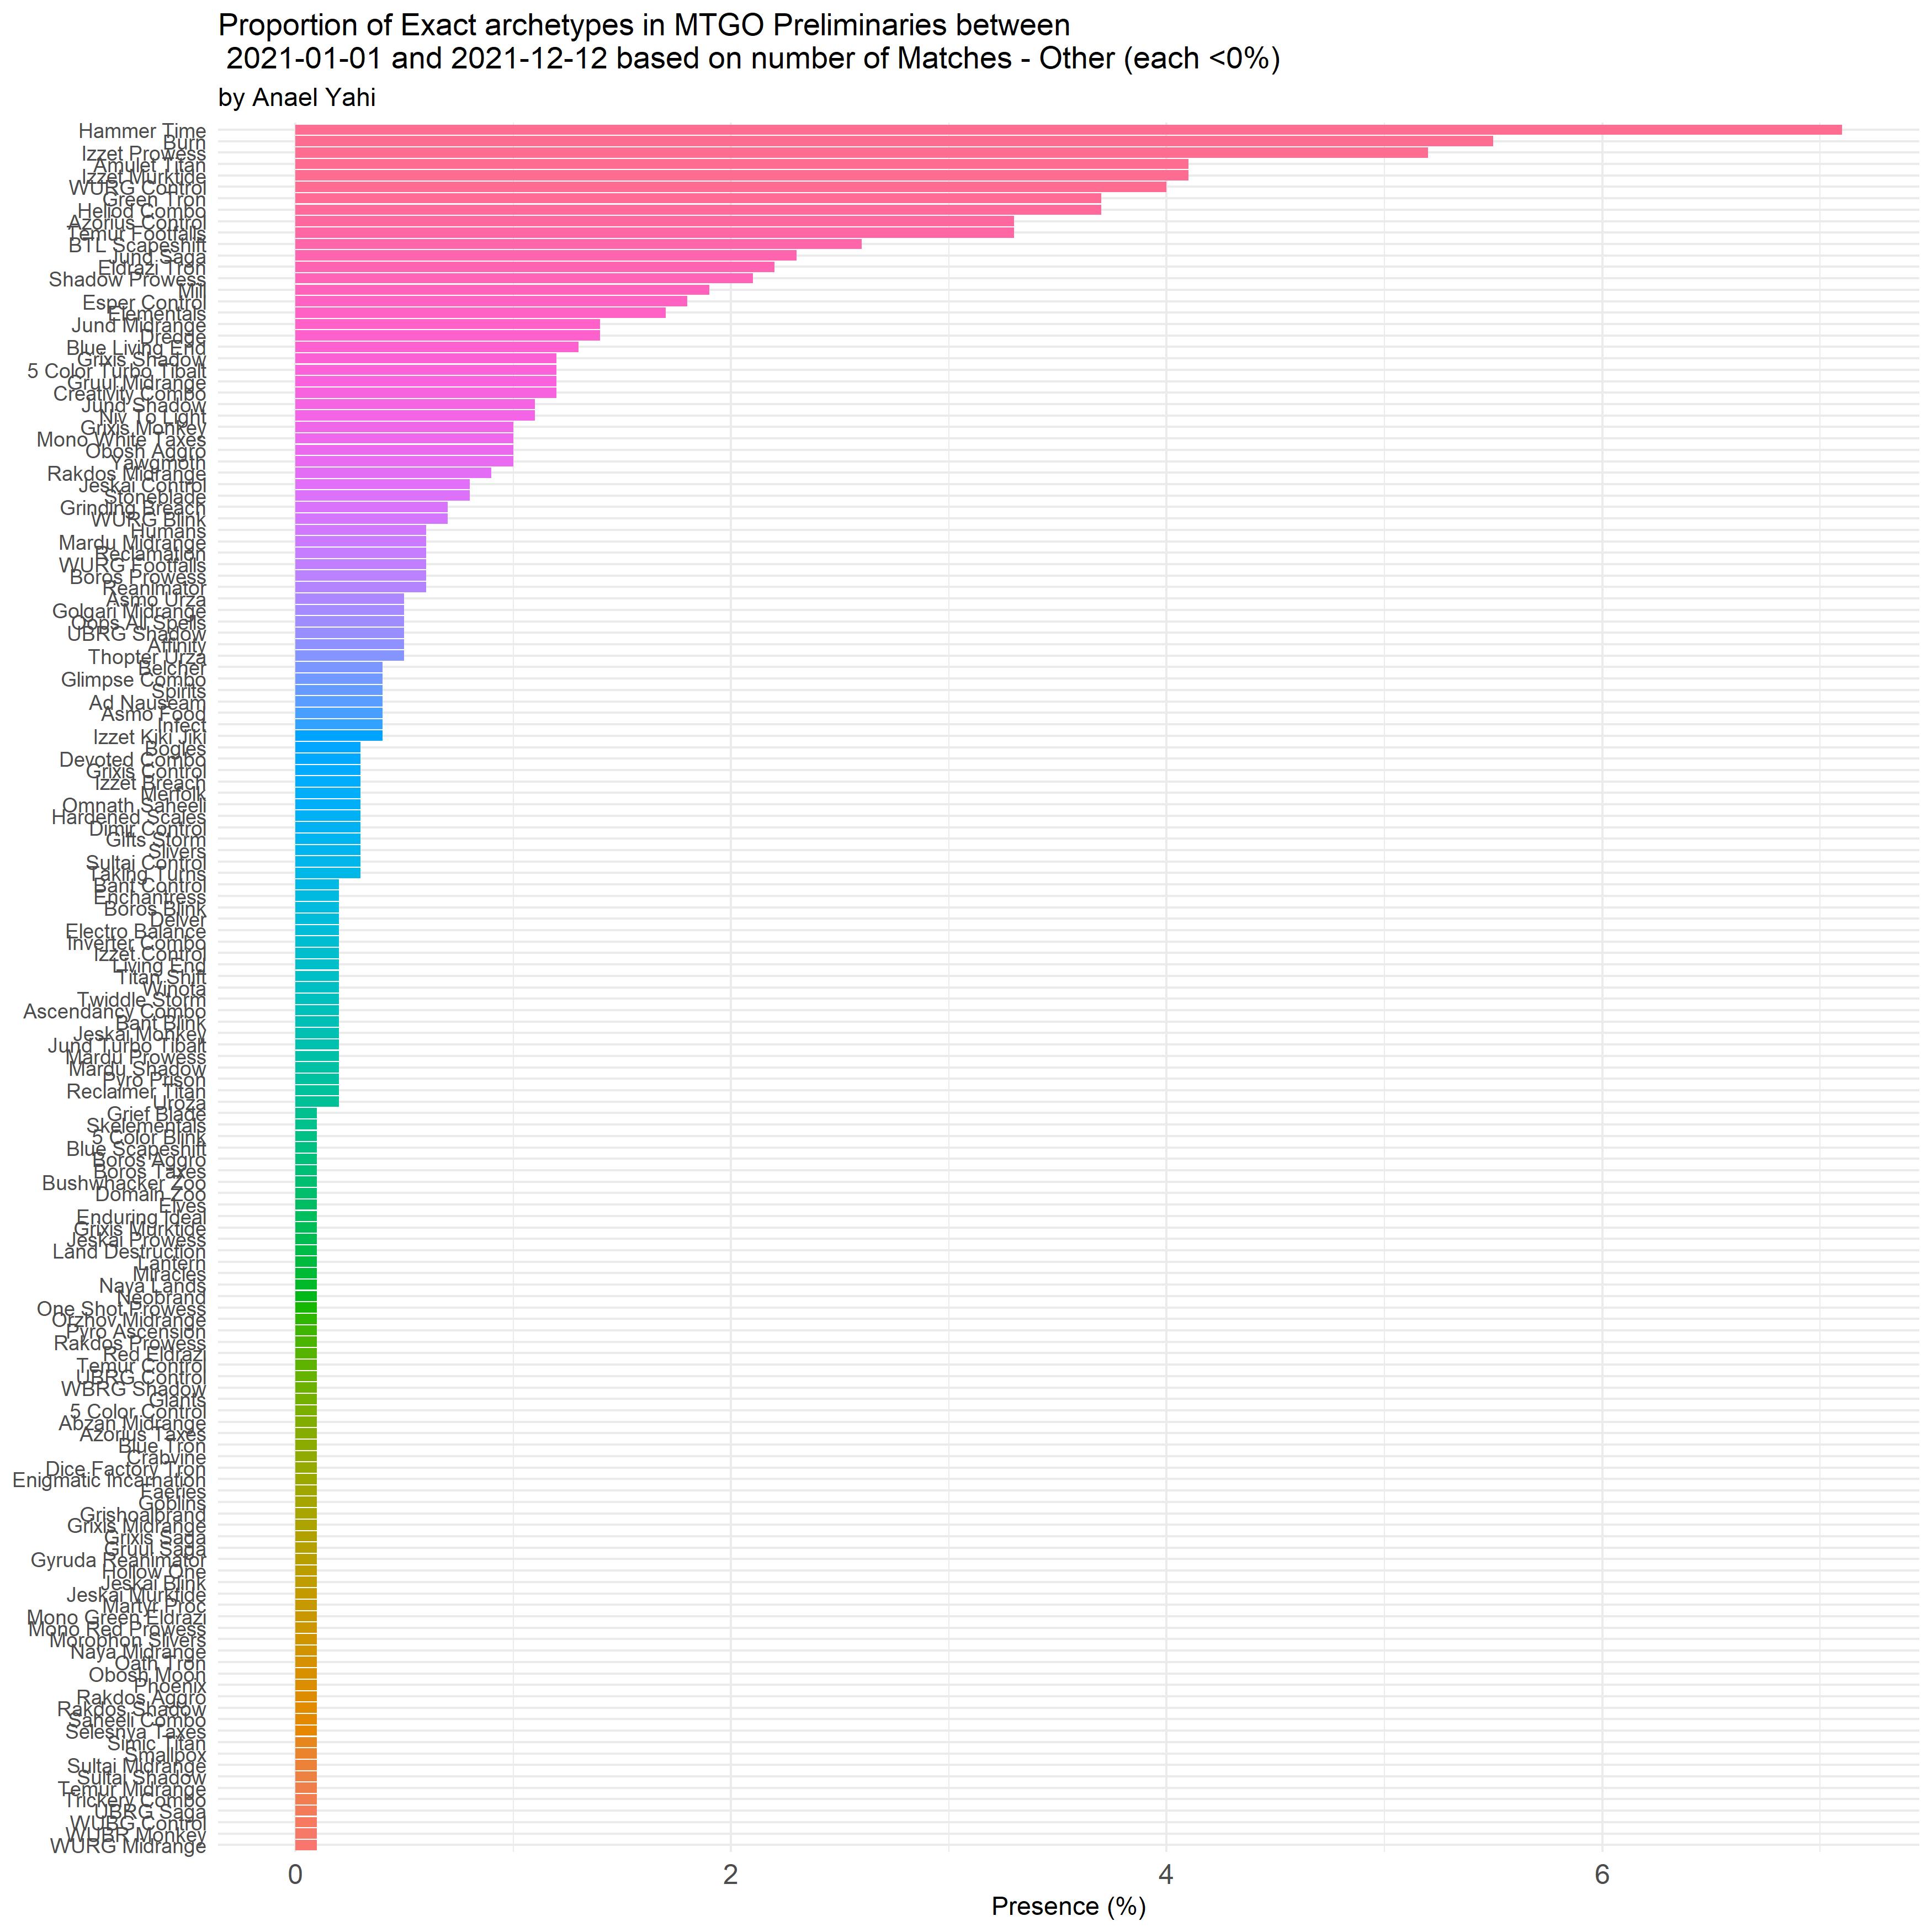 Proportion of Exact archetypes in MTGO Preliminaries between
2021-01-01 and 2021-12-12 based on number of Matches - Other (each <0%)
by Anael Yahi
Hammer Time
Burn
Izzet Prowess
Amulet Titan
Izzet Murktide
WURG Control
Green Tron
Heliod Combo
Azorius Control
Temur Footfalls
BTL Scapeshift
Jund Saga
Eldrazi Tron
Shadow Prowess
Mill
Esper Control
Elementals
Jund Midrange
Dredge
Blue Living End
Grixis Shadow
5 Color Turbo Tibalt
Gruul Midrange
Creativity Combo
Jund Shadow
Niv To Light
Grixis Monkey
Mono White Taxes
Obosh Aggro
Yawgmoth
Rakdos Midrange
Jeskai Control
Stoneblade
Grinding Breach
WURG Blink
Humans
Mardu Midrange
Reclamation
WURG Footfalls
Boros Prowess
Reanimator
Asmo Urza
Golgari Midrange
Oops All Spells
UBRG Shadow
Affinity
Thopter Urza
Belcher
Glimpse Combo
Spirits
Ad Nauseam
Asmo Food
Infect
Izzet Kiki Jiki
Bogles
Devoted Combo
Grixis Control
Izzet Breach
Merfolk
Omnath Saheeli
Hardened Scales
Dimir Control
Gifts Storm
Slivers
Sultai Control
Taking Turns
Bant Control
Enchantress
Boros Blink
Delver
Electro Balance
Inverter Combo
Izzet Control
Living End
Titan Shift
Winota
Twiddle Storm
Ascendancy Combo
Bant Blink
Jeskai Monkey
Jund Turbo Tibalt
Mardu Prowess
Mardu Shadow
Pyro Prison
Reclaimer Titan
Uroza
Grief Blade
Skelementals
5 Color Blink
Blue Scapeshift
Boros Aggro
Boros Taxes
Bushwhacker Zoo
Domain Zoo
Elves
Enduring Ideal
Grixis Murktide
Jeskai Prowess
Land Destruction
Lantern
Miracles
Naya Lands
Neobrand
One Shot Prowess
Orzhov Midrange
Pyro Ascension
Rakdos Prowess
Red Eldrazi
Temur Control
UBRG Control
WBRG Shadow
Giants
5 Color Control
Abzan Midrange
Azorius Taxes
Blue Tron
Crabvine
Dice Factory Tron
Enigmatic Incarnation
Faeries
Goblins
Grishoalbrand
Grixis Midrange
Grixis Saga
Gruul Saga
Gyruda Reanimator
Hollow One
Jeskai Blink
Jeskai Murktide
Martyr Proc
Mono Green Eldrazi
Mono Red Prowess
Morophon Slivers
Naya Midrange
Oath Tron
Obosh Moon
Phoenix
Rakdos Aggro
Rakdos Shadow
Saheeli Combo
Selesnya Taxes
Simic Titan
Smallbox
Sultai Midrange
Sultai Shadow
Temur Midrange
Trickery Combo
UBRG Saga
WUBG Control
WUBR Monkey
WURG Midrange
0 2 4 6
Presence (%)